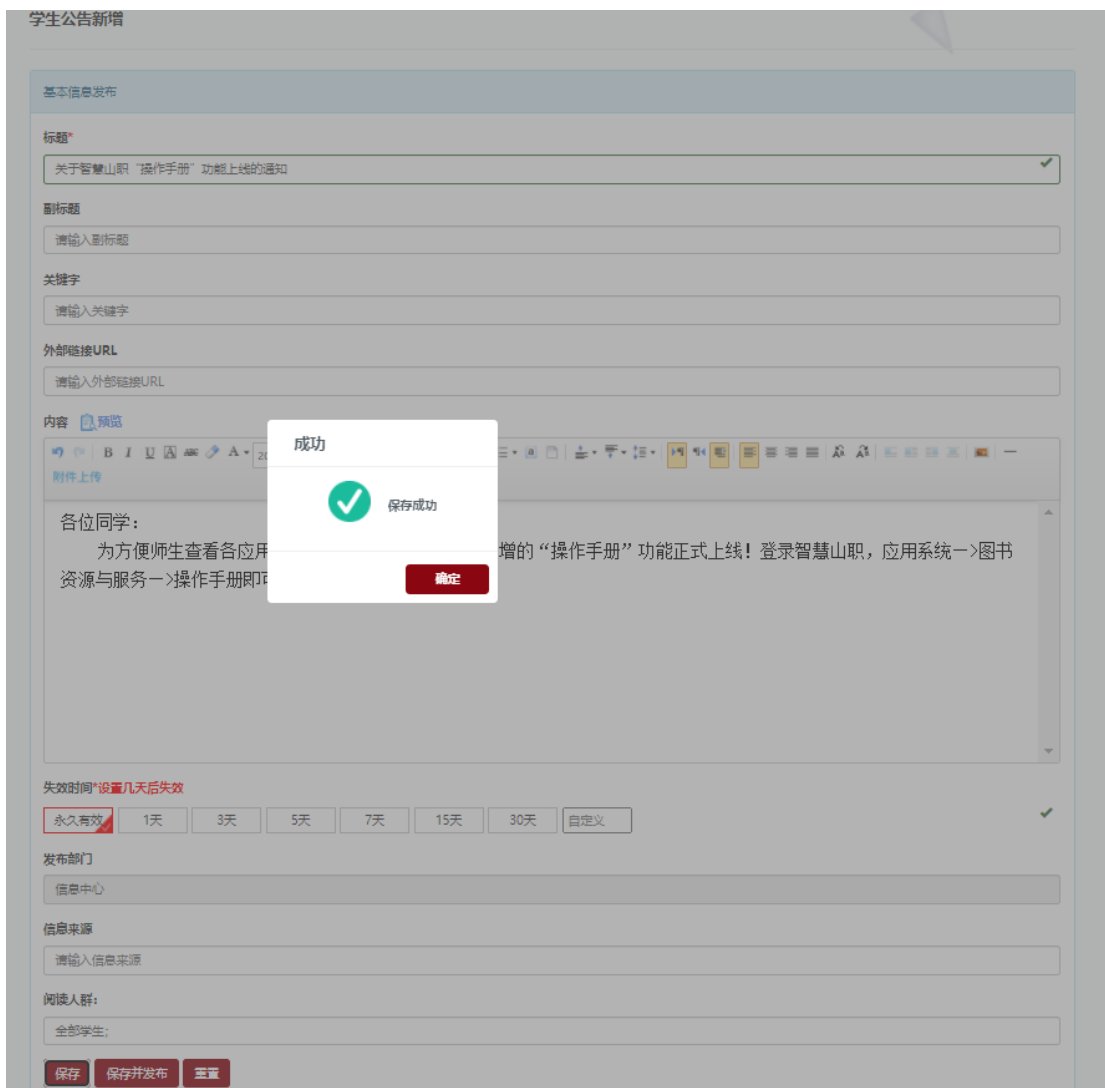 学生公告新增
基本信息发布
标题*
关于智慧山职“操作手册”功能上线的通知
副标题
请输入副标题
关键字
请输入关键字
外部链接URL
请输入外部链接URL
内容 预览
B I U A ABC A 20
附件上传
各位同学：
为方便师生查看各应用 增的“操作手册”功能正式上线！登录智慧山职，应用系统—>图书
资源与服务—>操作手册即可
成功
保存成功
确定
失效时间*设置几天后失效
永久有效 1天 3天 5天 7天 15天 30天 自定义
发布部门
信息中心
信息来源
请输入信息来源
阅读人群:
全部学生;
保存 保存并发布 重置